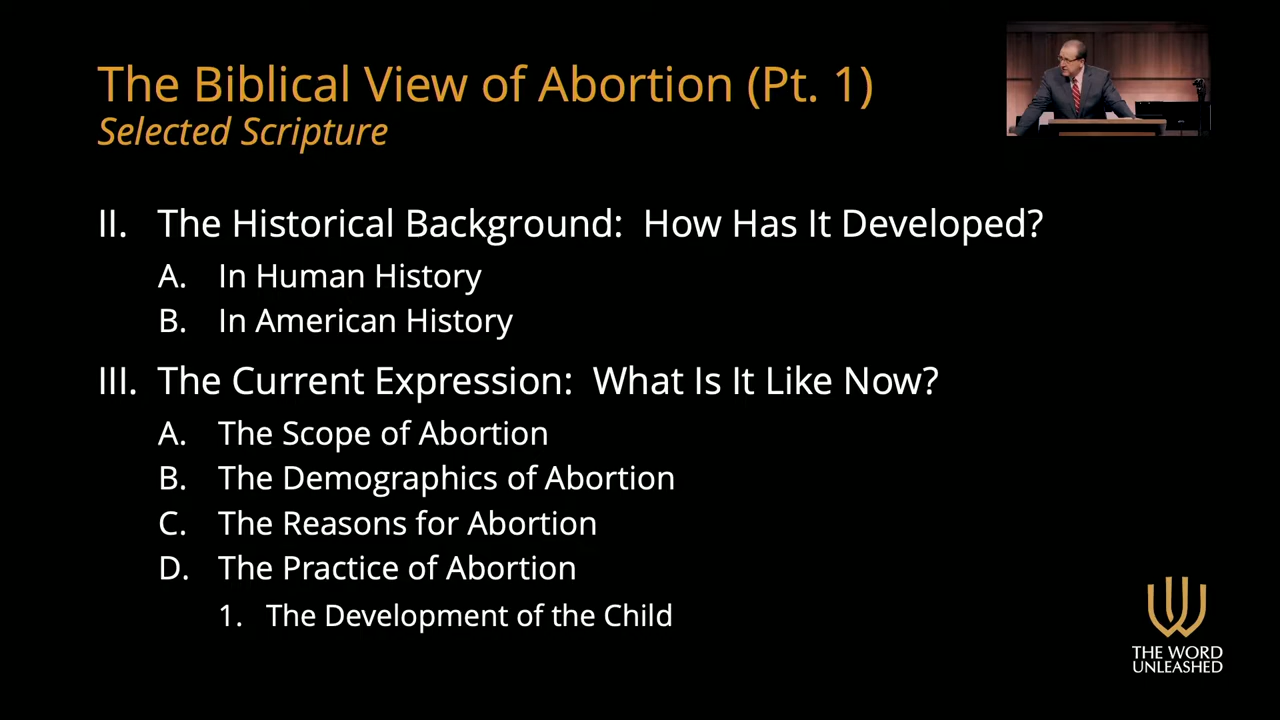 The Biblical View of Abortion (Pt. 1)
Selected Scripture
II. The Historical Background: How Has It Developed?
A. In Human History
B. In American History
III. The Current Expression: What Is It Like Now?
A. The Scope of Abortion
B. The Demographics of Abortion
C. The Reasons for Abortion
D. The Practice of Abortion
1. The Development of the Child
THE WORD
UNLEASHED